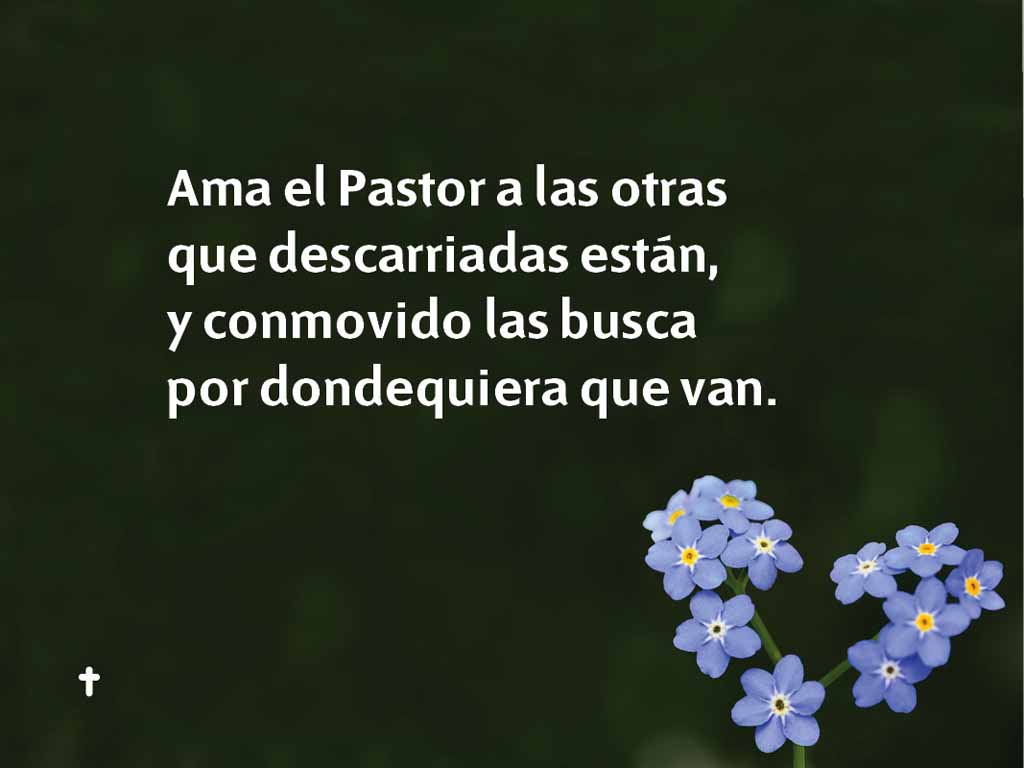 Ama el Pastor a las otras
que descarriadas están,
y conmovido las busca
por dondequiera que van.